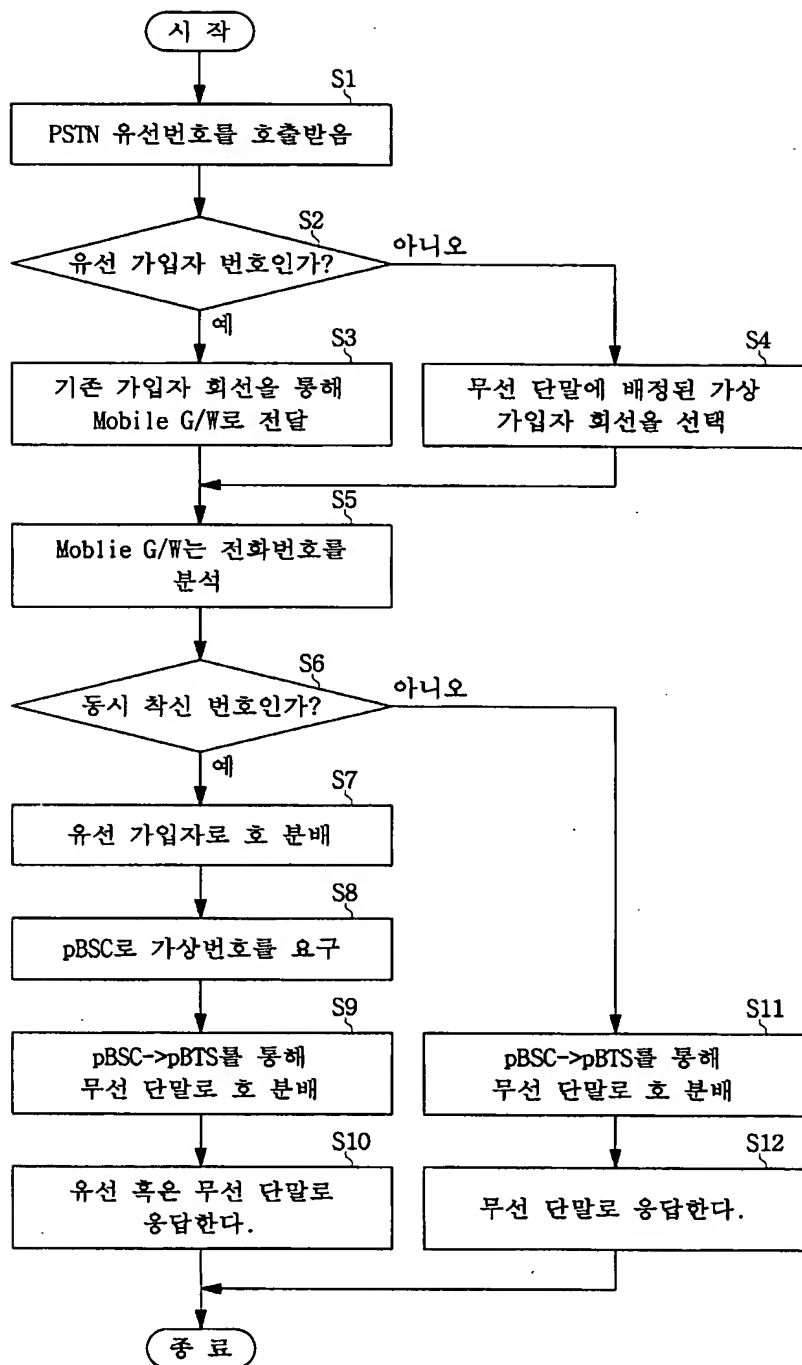 시 작
S1
PSTN 유선번호를 호출받음
S2
유선 가입자 번호인가?
아니오
예
S3
기존 가입자 회선을 통해
Mobile G/W로 전달
S4
무선 단말에 배정된 가상
가입자 회선을 선택
S5
Moblie G/W는 전화번호를
분석
S6
동시 착신 번호인가?
아니오
예
S7
유선 가입자로 호 분배
S8
pBSC로 가상번호를 요구
S9
pBSC->pBTS를 통해
무선 단말로 호 분배
S11
pBSC->pBTS를 통해
무선 단말로 호 분배
S10
유선 혹은 무선 단말로
응답한다.
S12
무선 단말로 응답한다.
종 료